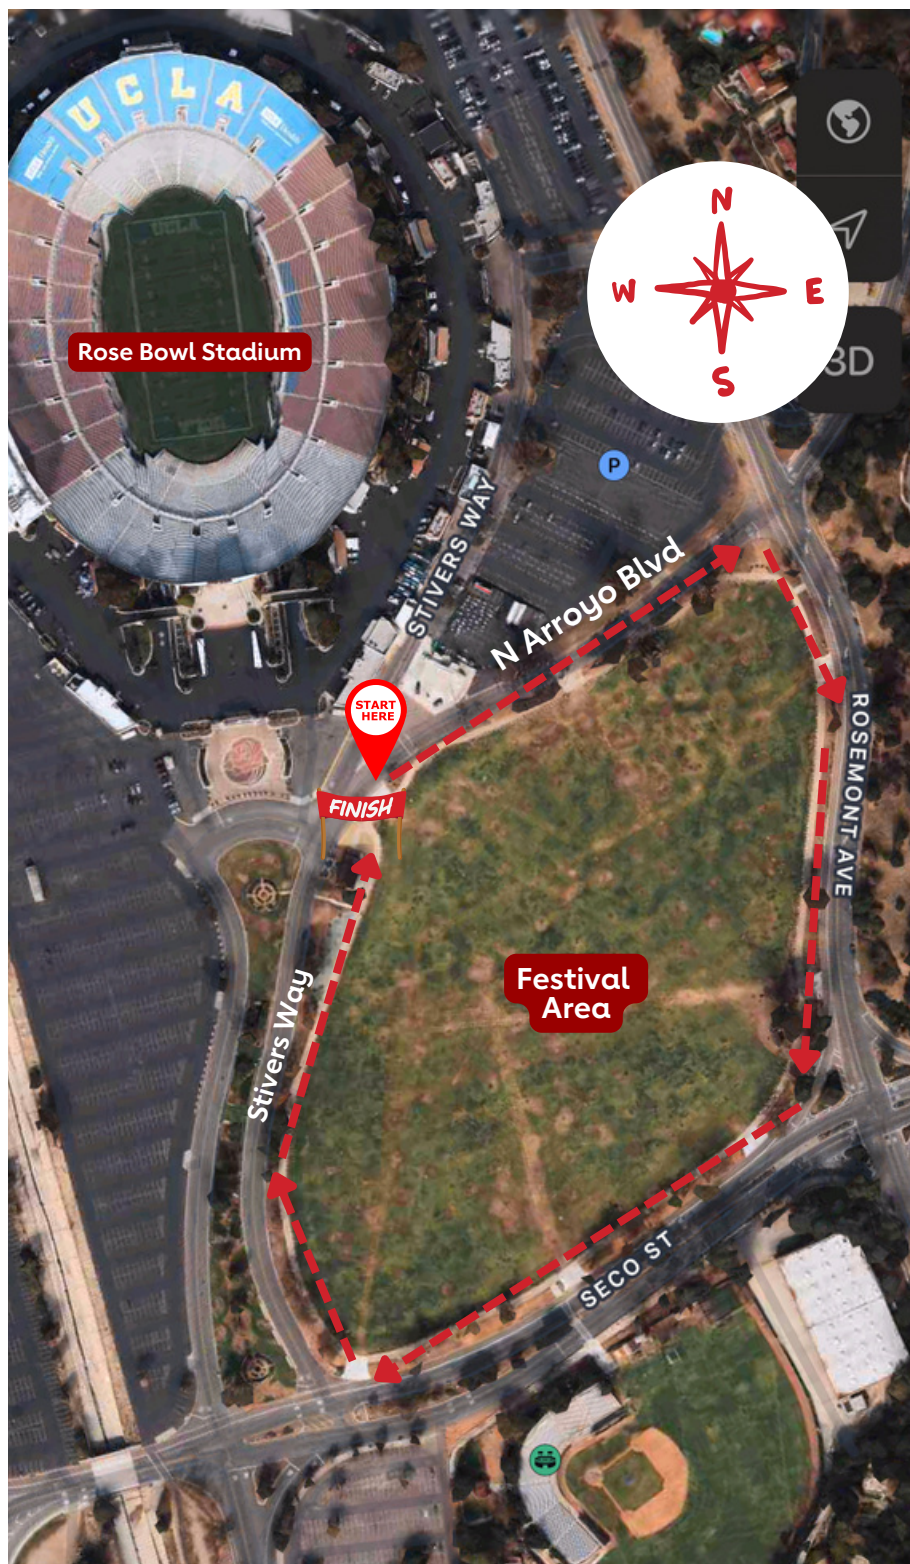 UCLA
N
W
E
S
UCLA
Rose Bowl Stadium
3D
P
STIVERS WAY
N Arroyo Blvd
START
HERE
ROSEMONT AVE
FINISH
Festival
Area
Stivers Way
SECO ST